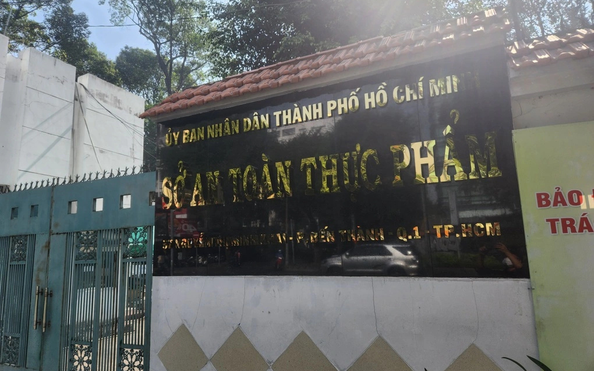 ỦY BAN NHÂN DÂN THÀNH PHỐ HỒ CHÍ MINH
SỞ AN TOÀN THỰC PHẨM
P. BẾN THÀNH - Q.1 - TP.HCM
BẢO
TRÁ